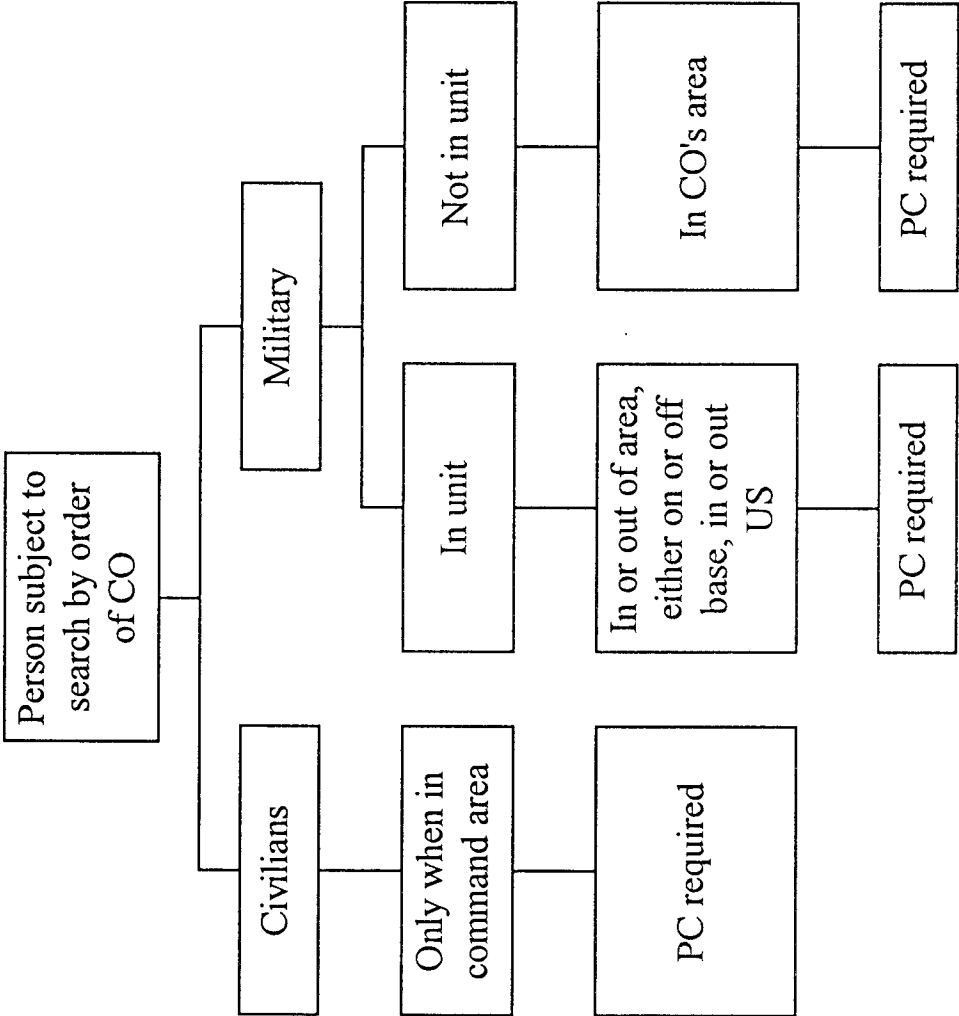 Person subject to
search by order
of CO
Civilians
Military
Only when in
command area
In unit
Not in unit
PC required
In or out of area,
either on or off
base, in or out
US
In CO's area
PC required
PC required